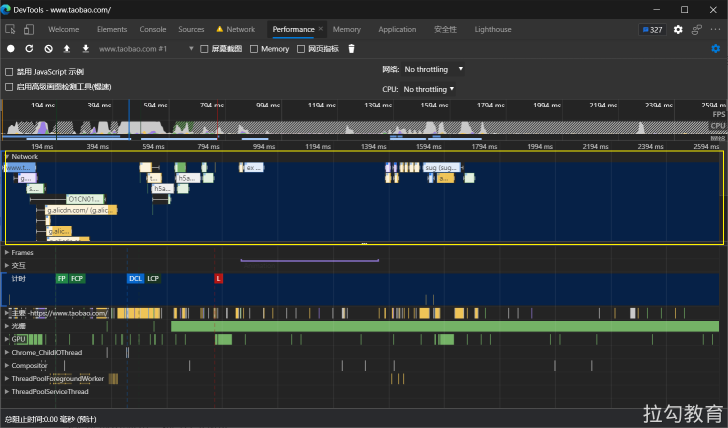 DevTools - www.taobao.com/
Welcome Elements Console Sources Network Performance Memory Application 安全性 Lighthouse 327
www.taobao.com #1 屏幕截图 Memory 网页指标
禁用 JavaScript 示例 网络: No throttling
启用高级画图检测工具(慢速) CPU: No throttling
194 ms 394 ms 594 ms 794 ms 994 ms 1194 ms 1394 ms 1594 ms 1794 ms 1994 ms 2194 ms 2394 ms 2594
FPS
CPU
NET
194 ms 394 ms 594 ms 794 ms 994 ms 1194 ms 1394 ms 1594 ms 1794 ms 1994 ms 2194 ms 2394 ms 2594 ms
Network
www.t... ex ... sug (sug...
g... t... h5a... a...
s... h5a...
O1CN01...
g.alicdn.com/ (g.alic...
g.alic...
Frames
交互
计时 FP FCP DCL LCP L
主要 -https://www.taobao.com/
光栅
GPU
Chrome_ChildIOThread
Compositor
ThreadPoolForegroundWorker
ThreadPoolServiceThread
总阻止时间:0.00 毫秒 (预计)
拉勾教育